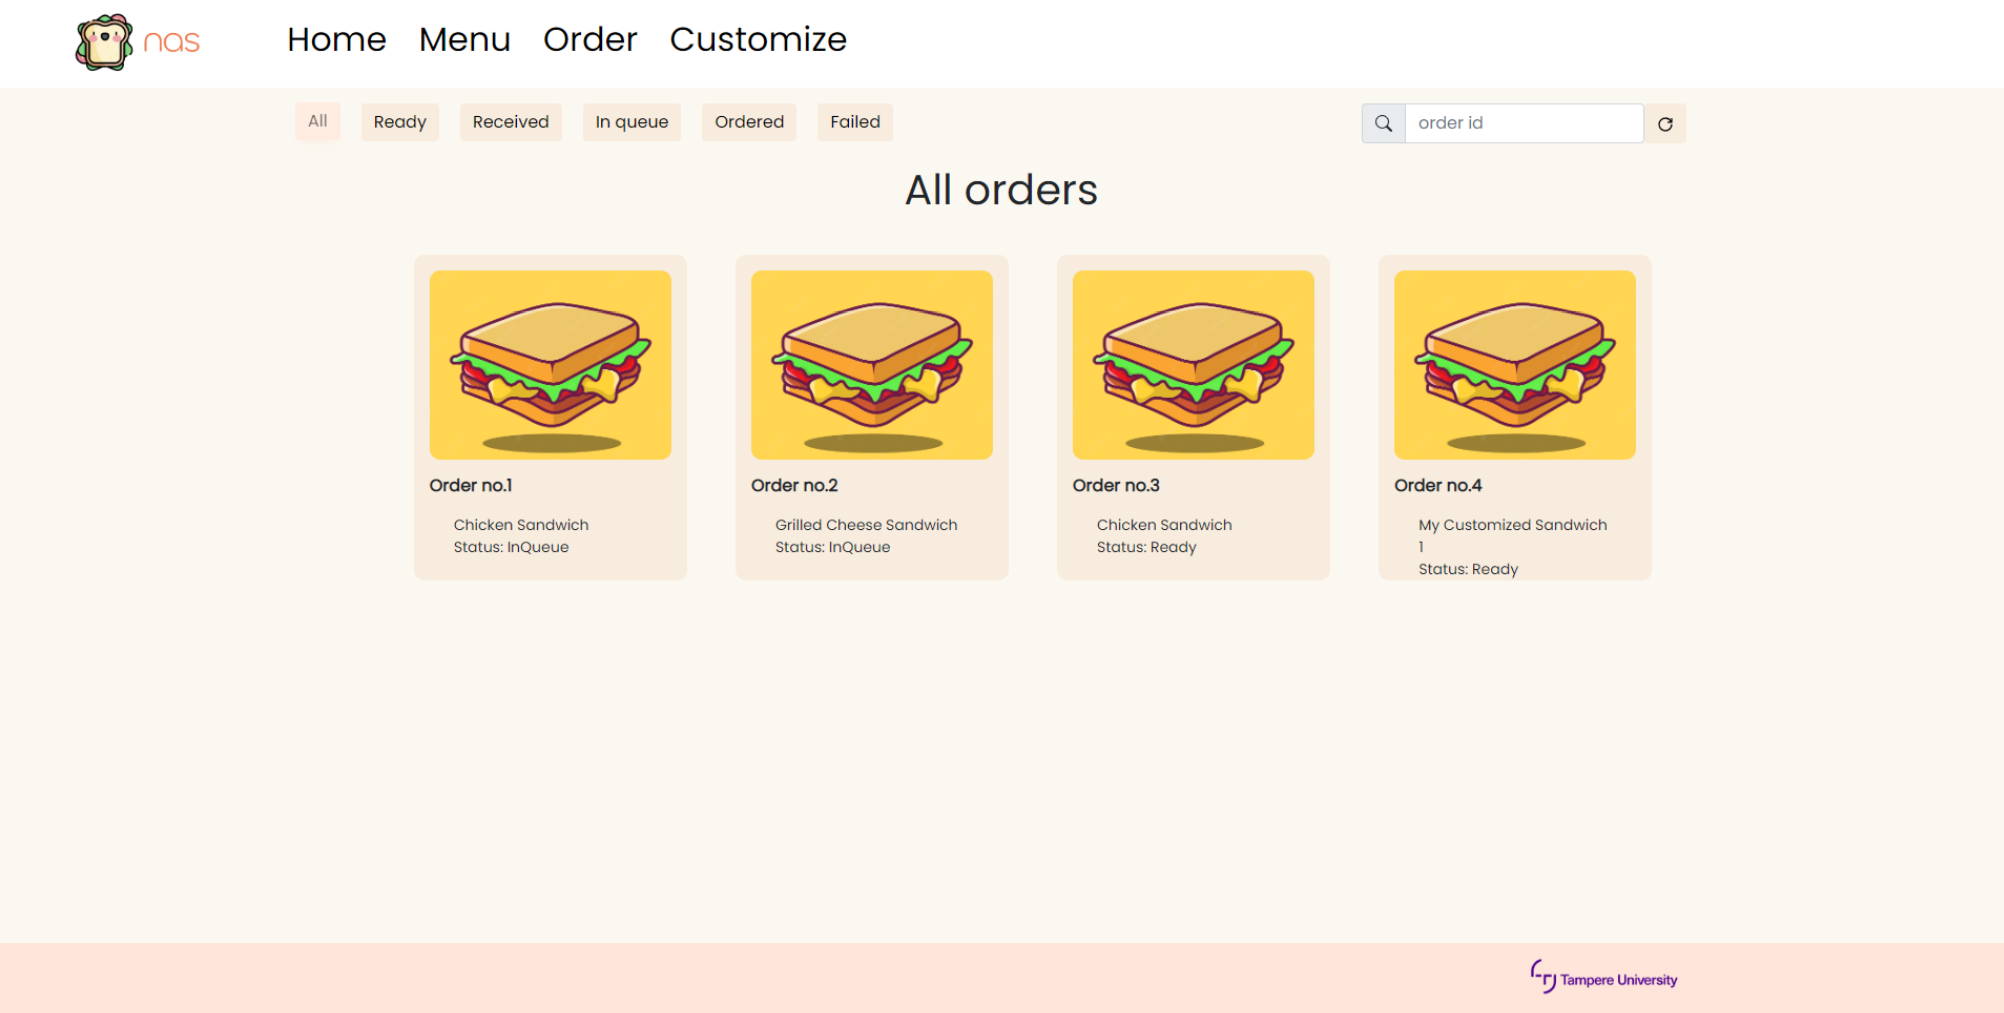 nas
Home Menu Order Customize
All Ready Received In queue Ordered Failed
order id
All orders
Order no.1
Chicken Sandwich
Status: InQueue
Order no.2
Grilled Cheese Sandwich
Status: InQueue
Order no.3
Chicken Sandwich
Status: Ready
Order no.4
My Customized Sandwich
1
Status: Ready
Tampere University